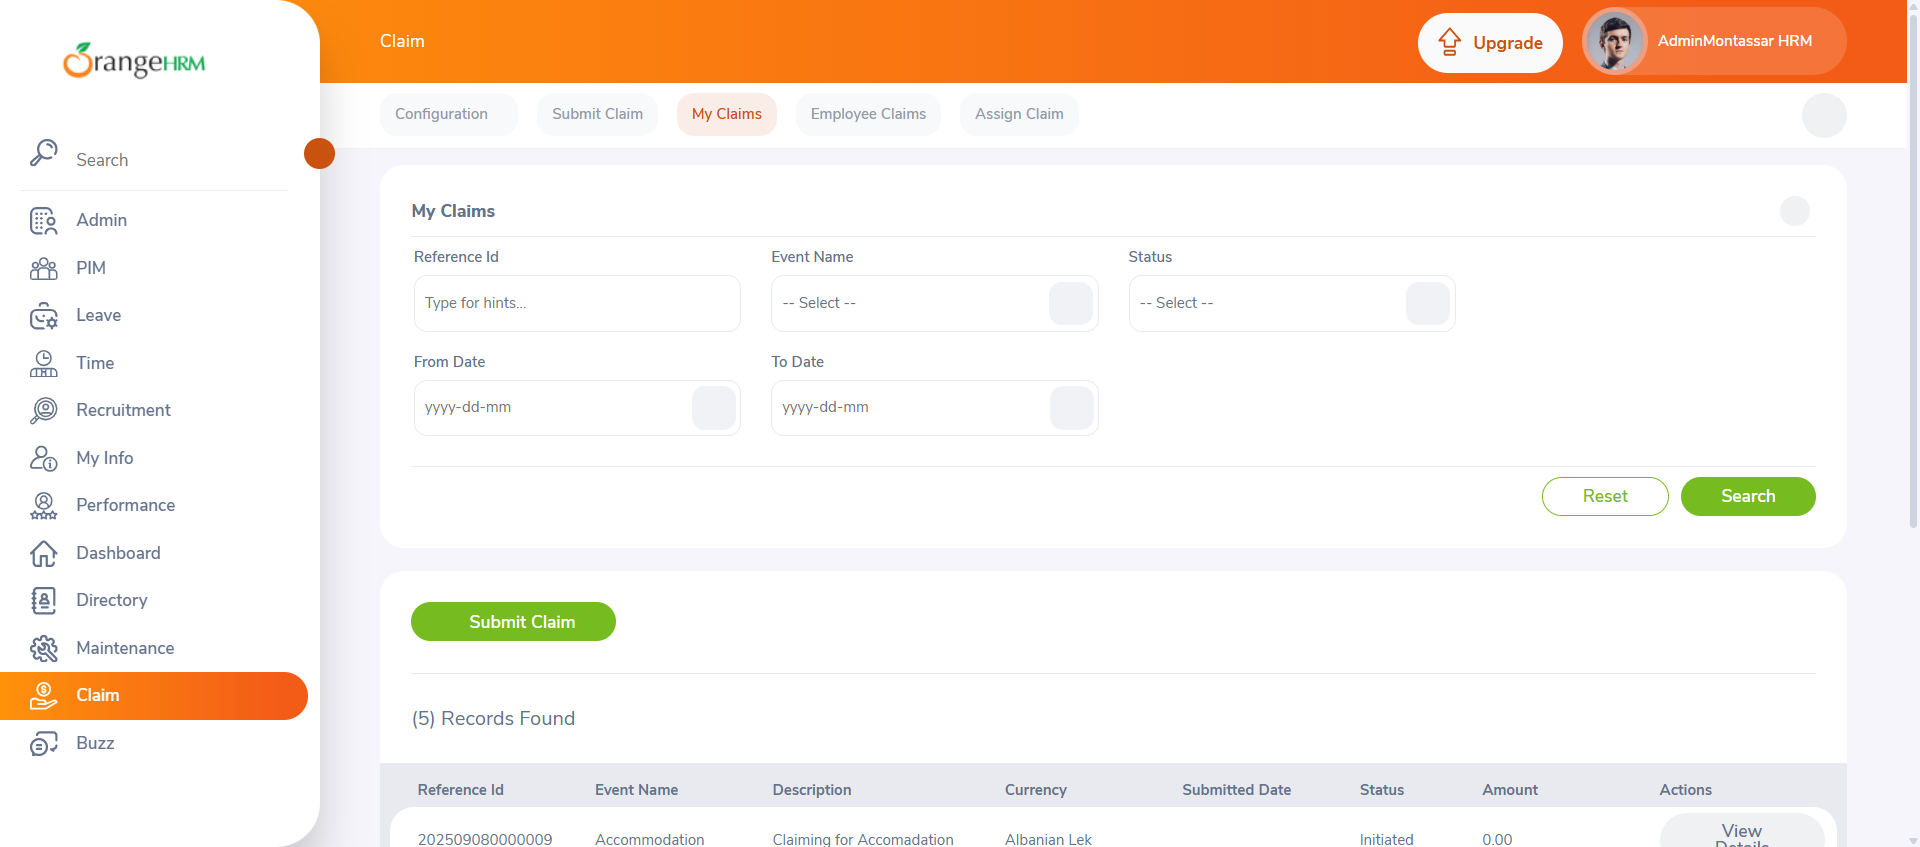 OrangeHRM
Claim
Upgrade
AdminMontassar HRM
Configuration
Submit Claim
My Claims
Employee Claims
Assign Claim
Search
Admin
PIM
Leave
Time
Recruitment
My Info
Performance
Dashboard
Directory
Maintenance
Claim
Buzz
My Claims
Reference Id
Event Name
Status
Type for hints...
-- Select --
-- Select --
From Date
To Date
yyyy-dd-mm
yyyy-dd-mm
Reset
Search
Submit Claim
(5) Records Found
Reference Id
Event Name
Description
Currency
Submitted Date
Status
Amount
Actions
202509080000009
Accommodation
Claiming for Accomadation
Albanian Lek
Initiated
0.00
View
Details